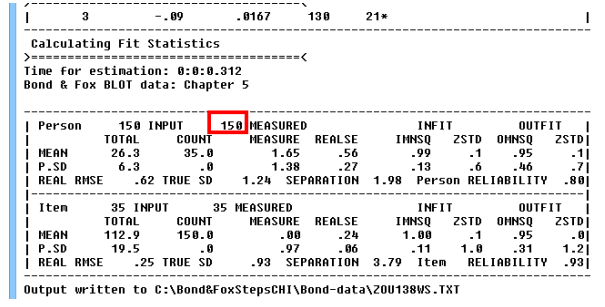 | 3 -.09 .0167 130 21* |
Calculating Fit Statistics
>=====================================<
Time for estimation: 0:0:0.312
Bond & Fox BLOT data: Chapter 5
| Person 150 INPUT 150 MEASURED INFIT OUTFIT |
| TOTAL COUNT MEASURE REALSE IMNSQ ZSTD OMNSQ ZSTD|
| MEAN 26.3 35.0 1.65 .56 .99 .1 .95 .1|
| P.SD 6.3 .0 1.38 .27 .13 .6 .46 .7|
| REAL RMSE .62 TRUE SD 1.24 SEPARATION 1.98 Person RELIABILITY .80|
| Item 35 INPUT 35 MEASURED INFIT OUTFIT |
| TOTAL COUNT MEASURE REALSE IMNSQ ZSTD OMNSQ ZSTD|
| MEAN 112.9 150.0 .00 .24 1.00 .1 .95 .0|
| P.SD 19.5 .0 .97 .06 .11 1.0 .31 1.2|
| REAL RMSE .25 TRUE SD .93 SEPARATION 3.79 Item RELIABILITY .93|
Output written to C:\Bond&FoxStepsCHI\Bond-data\ZOU138WS.TXT